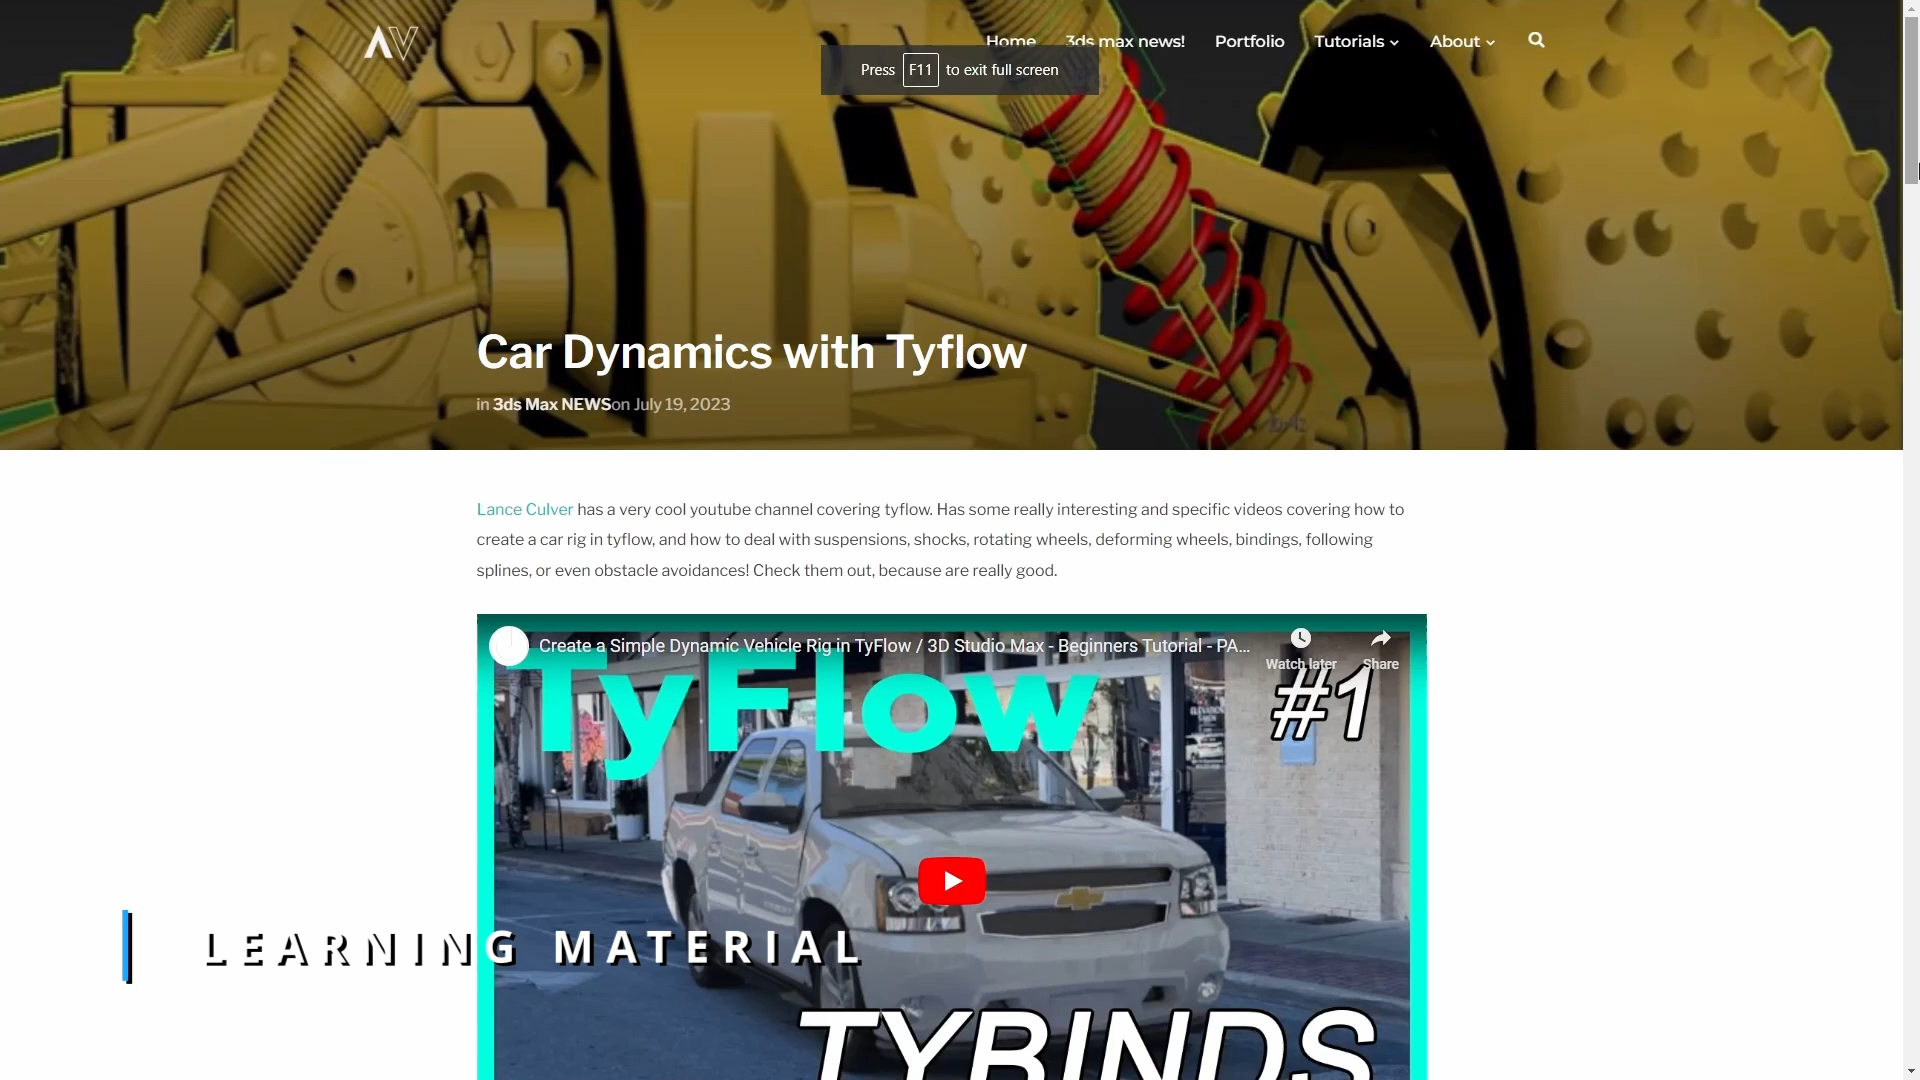 AV
Home 3ds max news! Portfolio Tutorials About
Press F11 to exit full screen
Car Dynamics with Tyflow
in 3ds Max NEWSon July 19, 2023
Lance Culver has a very cool youtube channel covering tyflow. Has some really interesting and specific videos covering how to
create a car rig in tyflow, and how to deal with suspensions, shocks, rotating wheels, deforming wheels, bindings, following
splines, or even obstacle avoidances! Check them out, because are really good.
Create a Simple Dynamic Vehicle Rig in TyFlow / 3D Studio Max - Beginners Tutorial - PA...
Watch later Share
TyFlow #1
LEARNING MATERIAL
TYBINDS